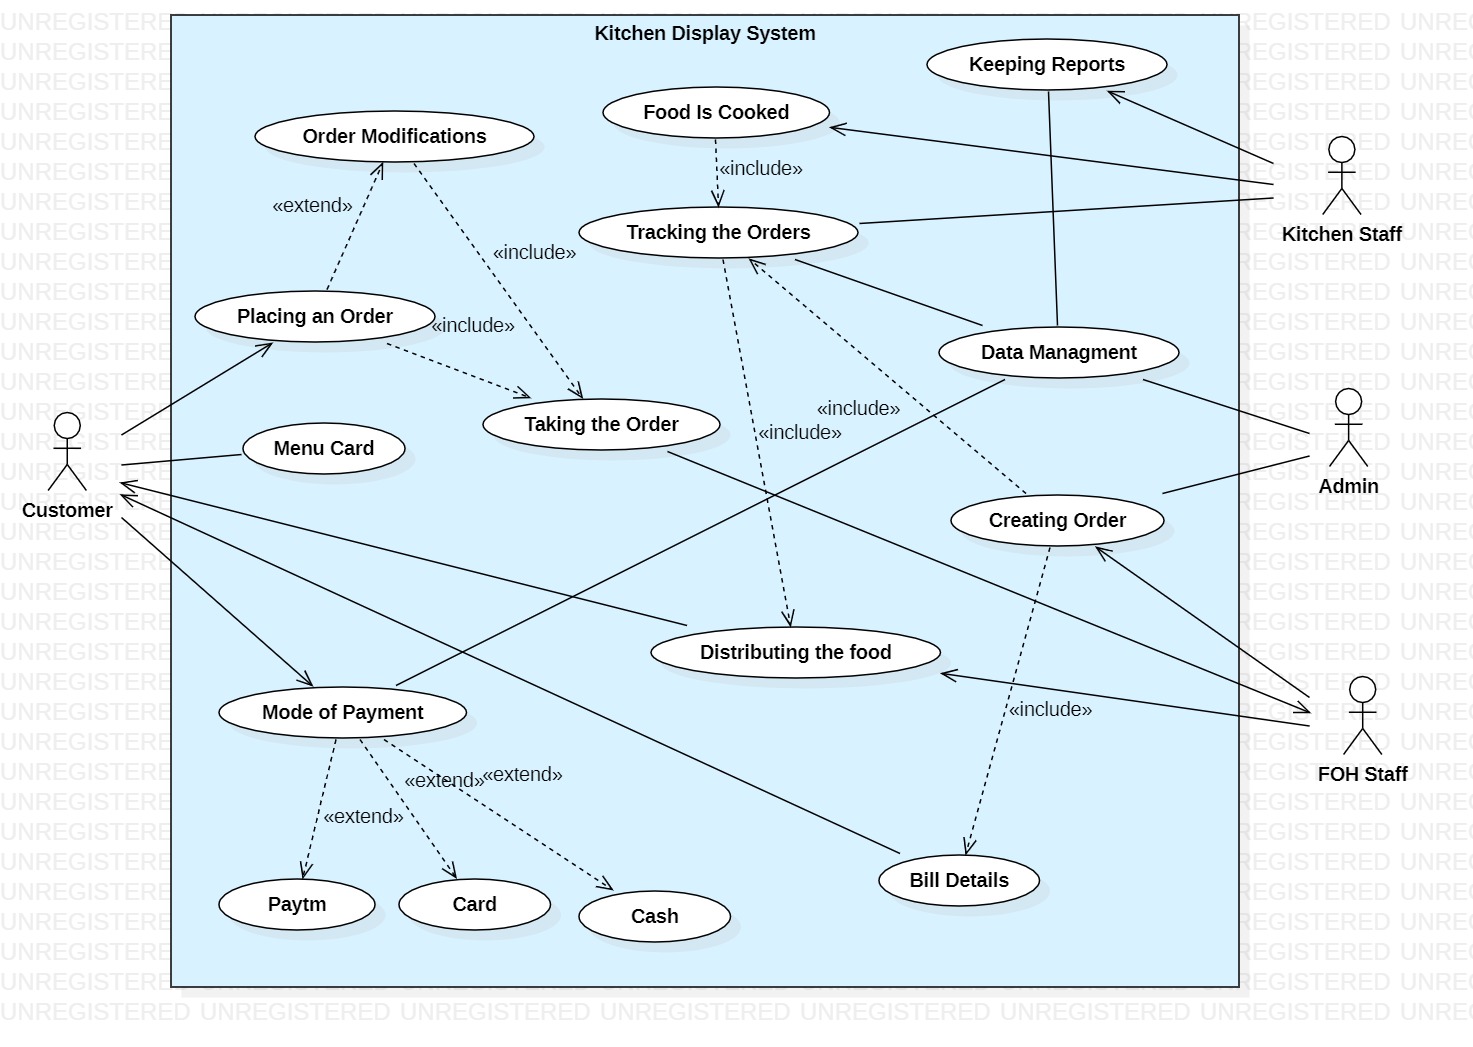 Kitchen Display System
Keeping Reports
Food Is Cooked
Order Modifications
«include»
«extend»
Tracking the Orders
Kitchen Staff
«include»
Placing an Order
«include»
Data Managment
«include»
Taking the Order
«include»
Menu Card
Admin
Customer
Creating Order
Distributing the food
Mode of Payment
«include»
«extend»
«extend»
FOH Staff
«extend»
Bill Details
Paytm
Card
Cash
UNREGISTERED UNREGISTERED UNREGISTERED UNREGISTERED UNREGISTERED UNREGISTERED UNREGISTERED